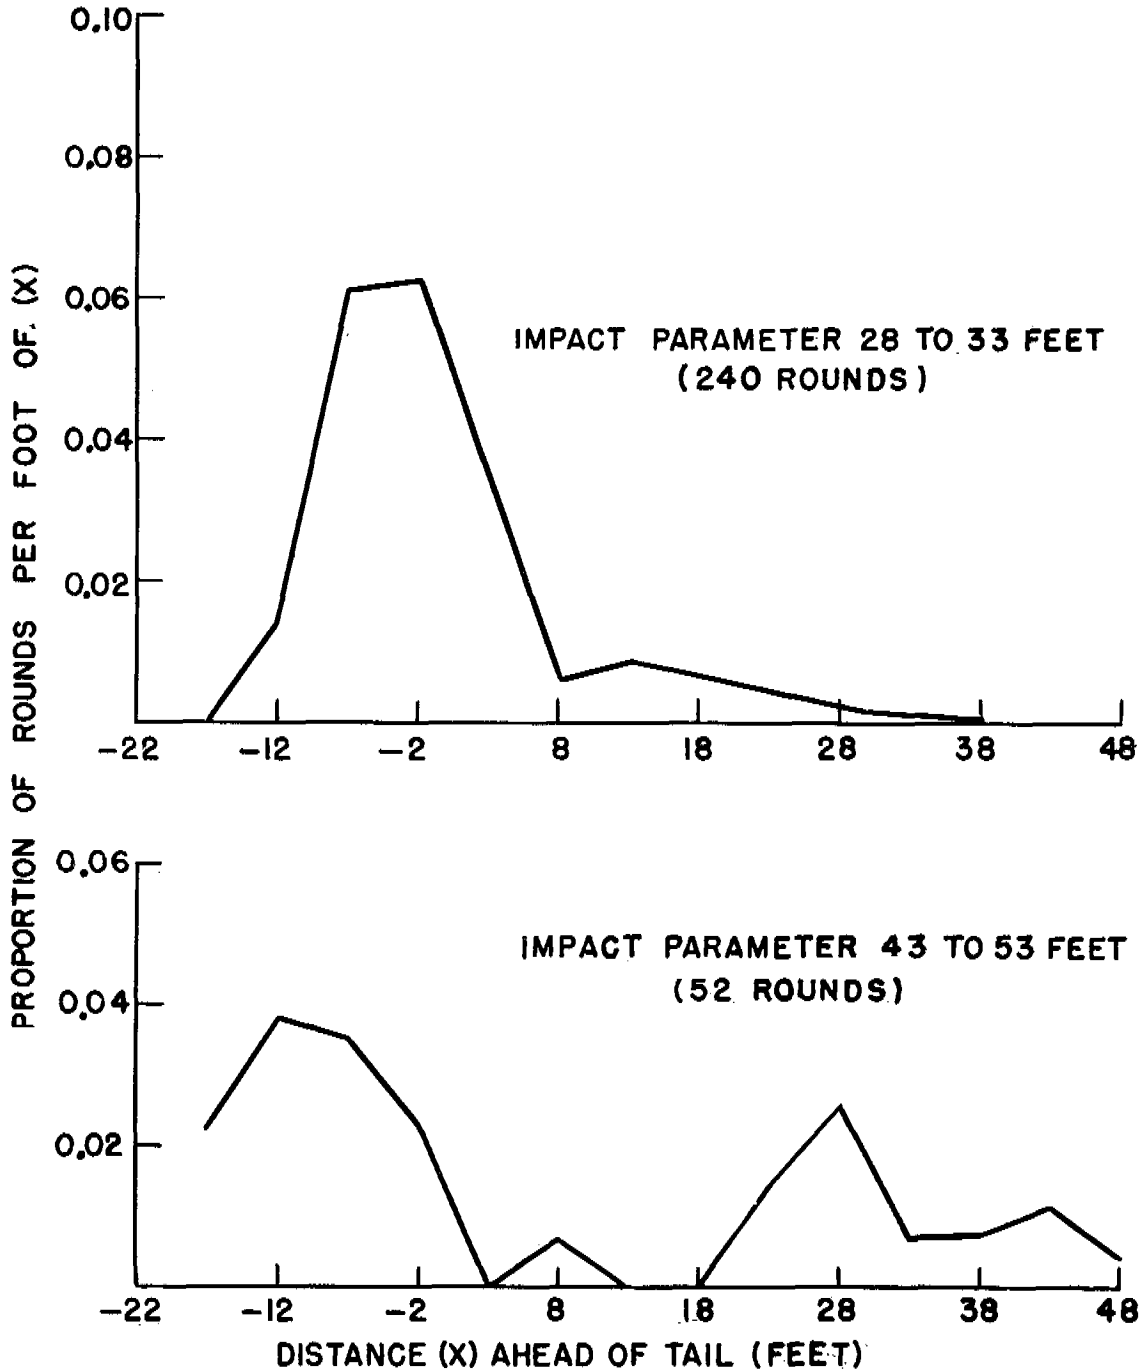 PROPORTION OF ROUNDS PER FOOT OF. (X)
0.10
0.08
0.06
0.04
0.02
IMPACT PARAMETER 28 TO 33 FEET
(240 ROUNDS)
-22 -12 -2 8 18 28 38 48
0.06
0.04
0.02
IMPACT PARAMETER 43 TO 53 FEET
(52 ROUNDS)
-22 -12 -2 8 18 28 38 48
DISTANCE (X) AHEAD OF TAIL (FEET)